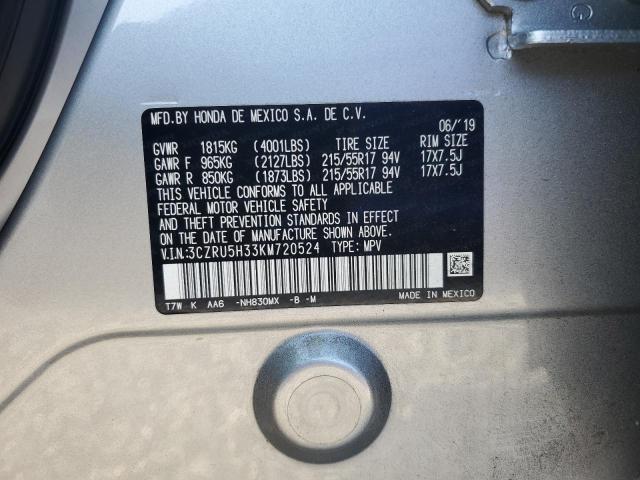 MFD.BY HONDA DE MEXICO S.A. DE C.V. 06/'19
GVWR 1815KG (4001LBS) TIRE SIZE RIM SIZE
GAWR F 965KG (2127LBS) 215/55R17 94V 17X7.5J
GAWR R 850KG (1873LBS) 215/55R17 94V 17X7.5J
THIS VEHICLE CONFORMS TO ALL APPLICABLE
FEDERAL MOTOR VEHICLE SAFETY
AND THEFT PREVENTION STANDARDS IN EFFECT
ON THE DATE OF MANUFACTURE SHOWN ABOVE.
V.I.N:3CZRU5H33KM720524 TYPE: MPV
T7W K AA6 -NH830MX -B -M MADE IN MEXICO